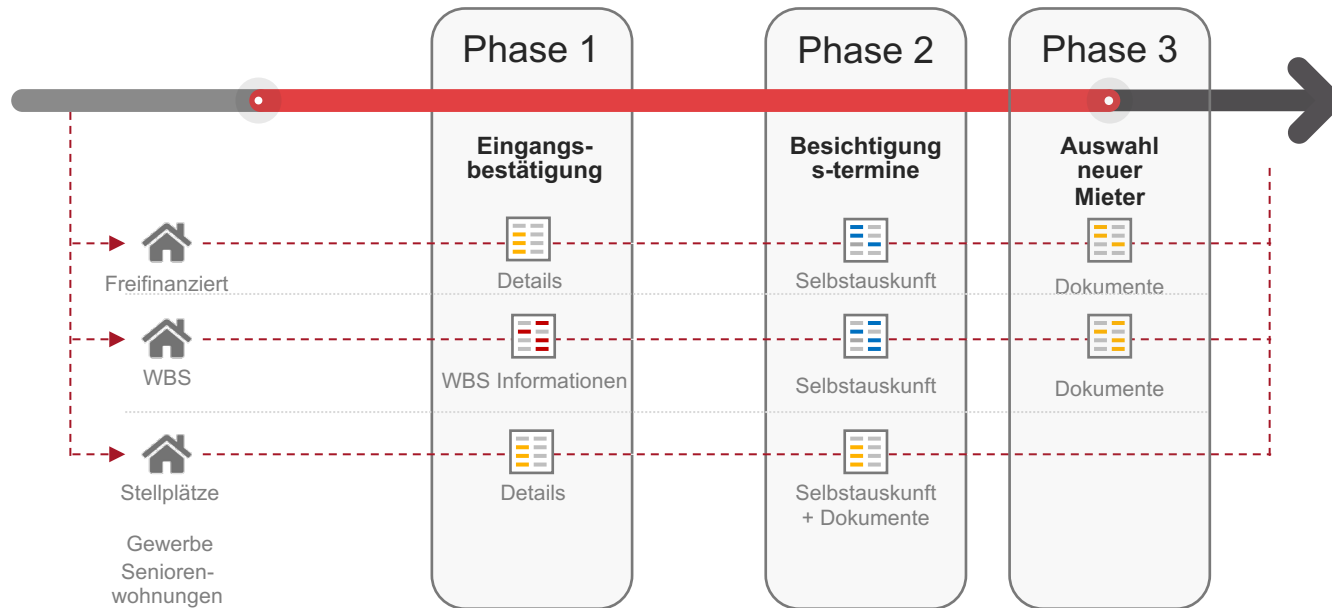 Phase 1
Phase 2
Phase 3
Eingangs-
bestätigung
Besichtigung
s-termine
Auswahl
neuer
Mieter
Freifinanziert
Details
Selbstauskunft
Dokumente
WBS
WBS Informationen
Selbstauskunft
Dokumente
Stellplätze
Details
Selbstauskunft
+ Dokumente
Gewerbe
Senioren-
wohnungen